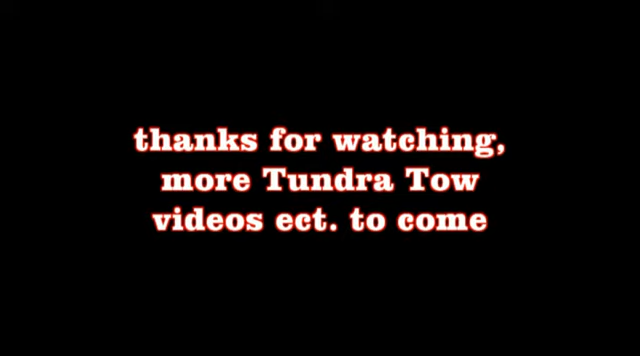 thanks for watching,
more Tundra Tow
videos ect. to come